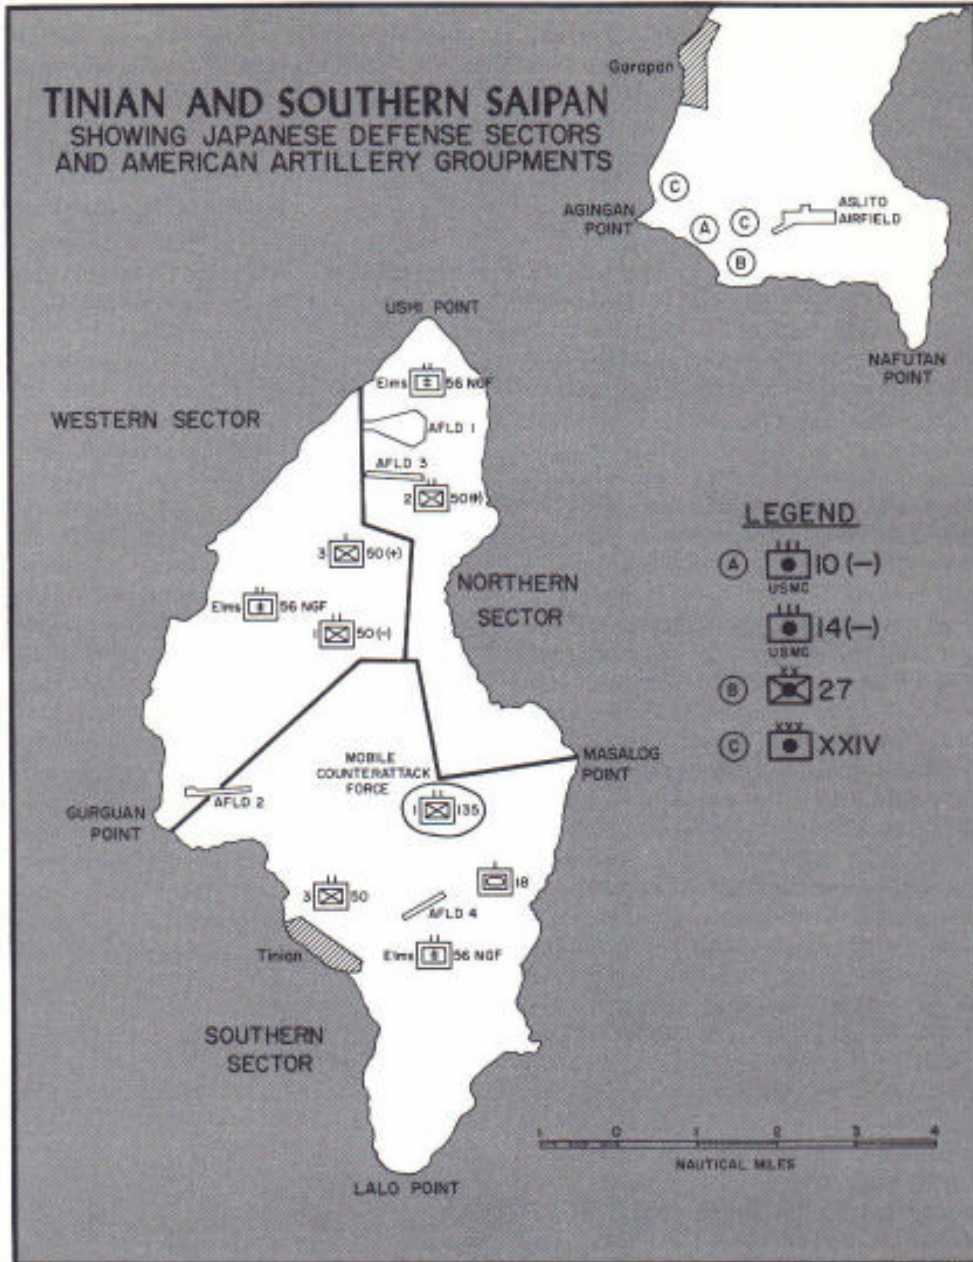 TINIAN AND SOUTHERN SAIPAN
SHOWING JAPANESE DEFENSE SECTORS
AND AMERICAN ARTILLERY GROUPMENTS
Garapan
C
AGINGAN
POINT
A
C
B
ASLITO
AIRFIELD
NAFUTAN
POINT
USHI POINT
Elms 56 NGF
WESTERN SECTOR
AFLD 1
AFLD 3
2 50(+)
3 50(+)
NORTHERN
SECTOR
Elms 56 NGF
1 50(-)
LEGEND
A III 10 (-)
USMC
III 14 (-)
USMC
B XX 27
C XXX XXIV
MASALOG
POINT
MOBILE
COUNTERATTACK
FORCE
1 135
AFLD 2
GURGUAN
POINT
3 50
18
AFLD 4
Tinian
Elms 56 NGF
SOUTHERN
SECTOR
1 0 1 2 3 4
NAUTICAL MILES
LALO POINT